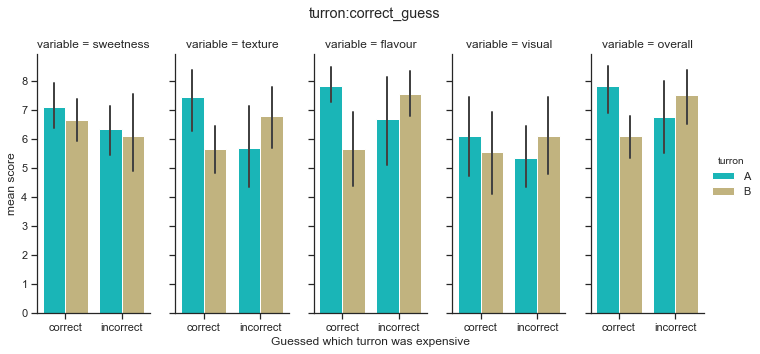 turron:correct_guess
variable = sweetness
variable = texture
variable = flavour
variable = visual
variable = overall
8
7
6
5
4
3
2
1
0
mean score
correct incorrect
correct incorrect
correct incorrect
correct incorrect
correct incorrect
Guessed which turron was expensive
turron
A
B